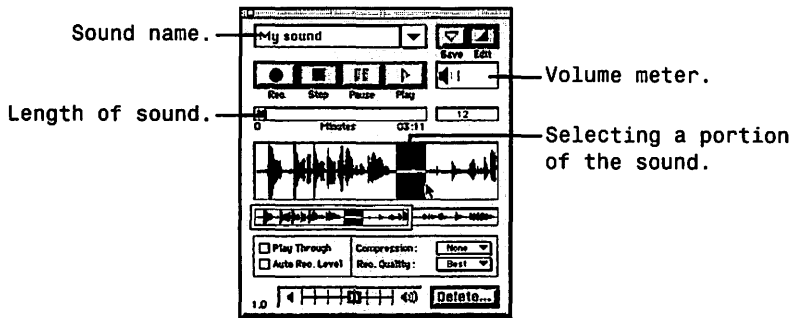 Sound name.
My sound
Save Edit
Rec. Stop Pause Play
Volume meter.
Length of sound.
12
0 Minutes 03:11
Selecting a portion
of the sound.
Play Through
Compression: None
Auto Rec. Level
Rec. Quality: Best
1.0
Delete...